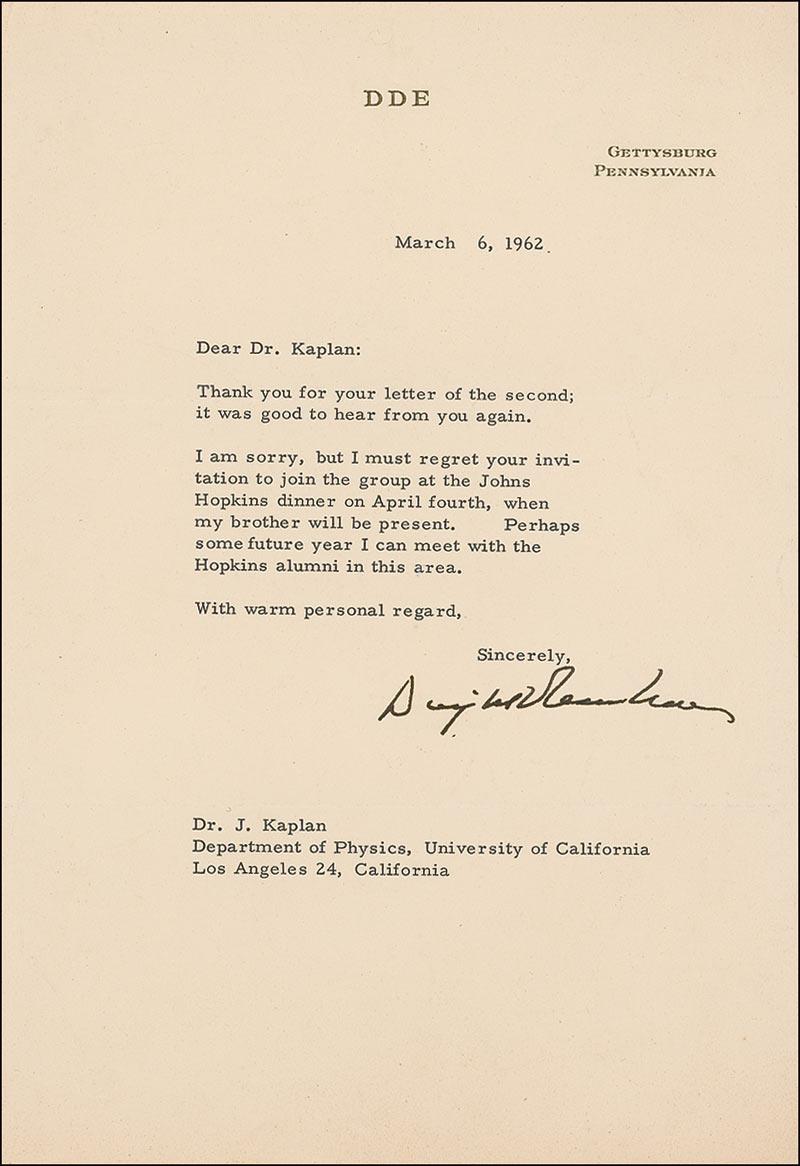 DDE
GETTYSBURG
PENNSYLVANIA
March 6, 1962.
Dear Dr. Kaplan:
Thank you for your letter of the second;
it was good to hear from you again.
I am sorry, but I must regret your invi-
tation to join the group at the Johns
Hopkins dinner on April fourth, when
my brother will be present. Perhaps
some future year I can meet with the
Hopkins alumni in this area.
With warm personal regard,
Sincerely,
Dwight D Eisenhower
Dr. J. Kaplan
Department of Physics, University of California
Los Angeles 24, California